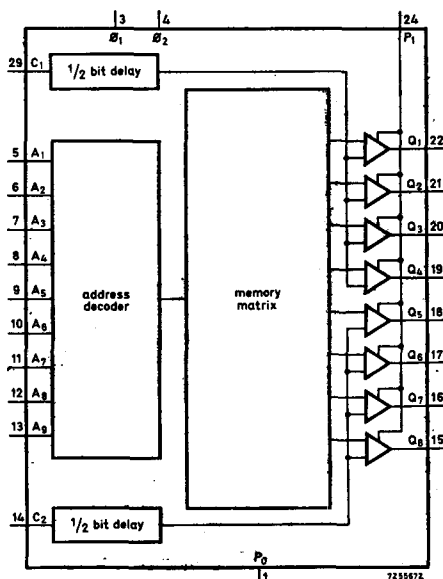 3 4 24
Ø1 Ø2 P1
29 C1 1/2 bit delay
Q1 22
5 A1
6 A2 Q2 21
7 A3 Q3 20
8 A4 Q4 19
9 A5 address decoder memory matrix Q5 18
10 A6
11 A7 Q6 17
12 A8 Q7 16
13 A9 Q8 15
14 C2 1/2 bit delay
1
7Z55672